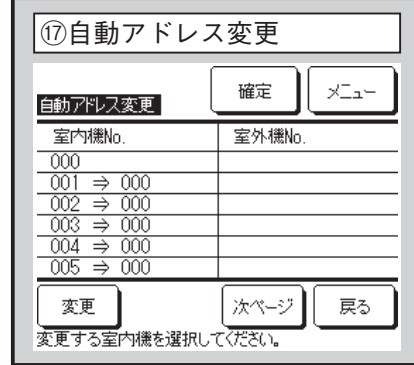 ⑰自動アドレス変更
確定 メニュー
自動アドレス変更
室内機No. 室外機No.
000
001 ⇒ 000
002 ⇒ 000
003 ⇒ 000
004 ⇒ 000
005 ⇒ 000
変更 次ページ 戻る
変更する室内機を選択してください。